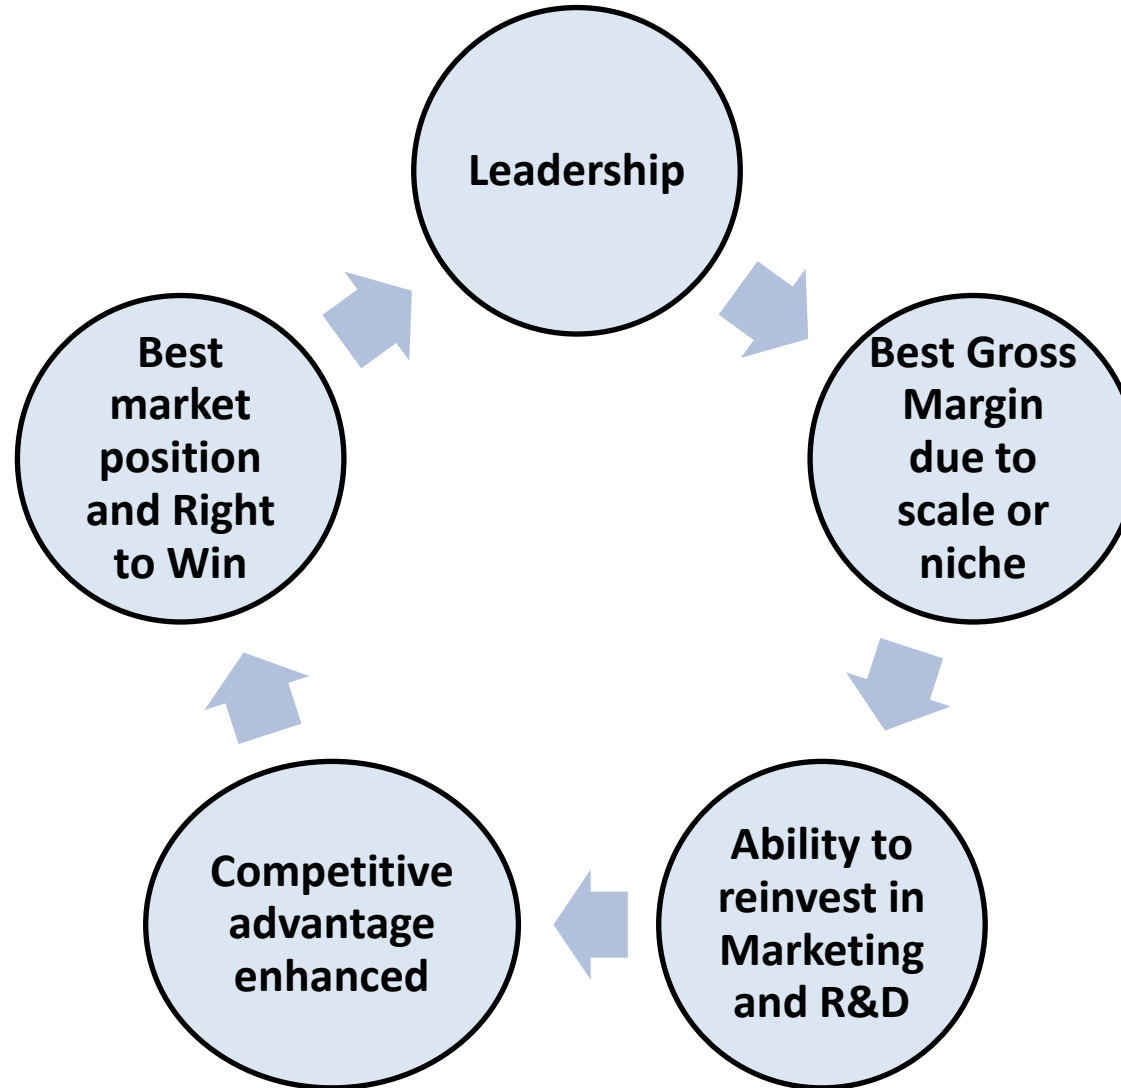 Leadership
Best Gross
Margin
due to
scale or
niche
Ability to
reinvest in
Marketing
and R&D
Competitive
advantage
enhanced
Best
market
position
and Right
to Win